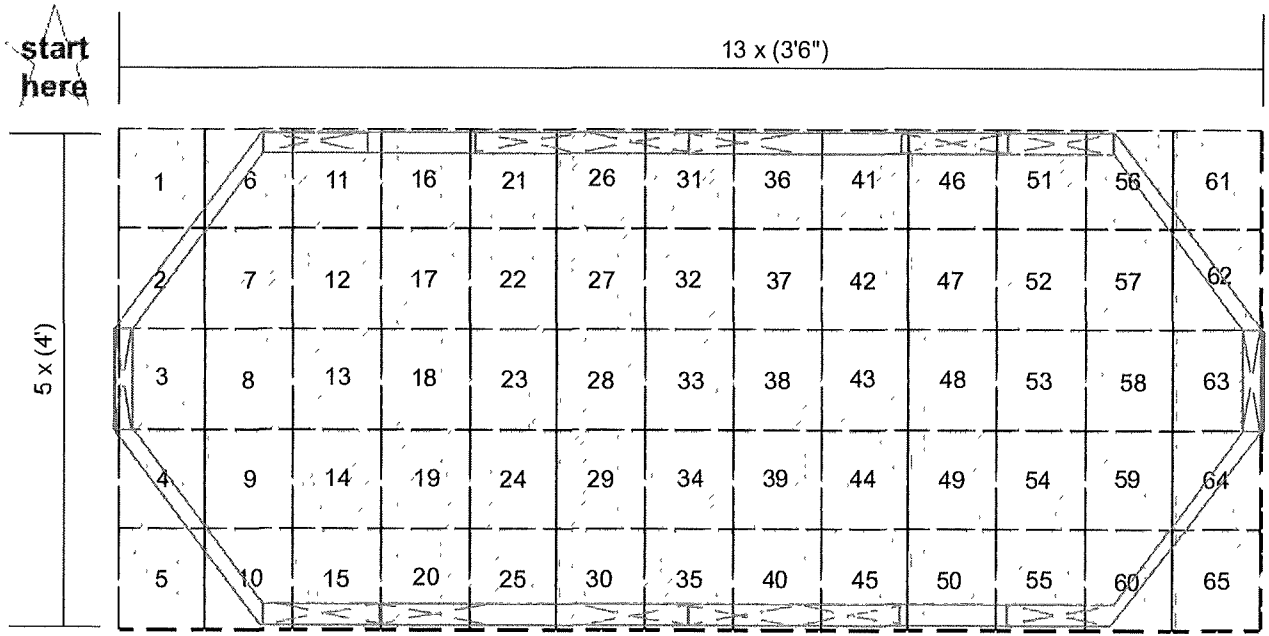 start
here
13 x (3'6")
5 x (4')
1 6 11 16 21 26 31 36 41 46 51 56 61
2 7 12 17 22 27 32 37 42 47 52 57 62
3 8 13 18 23 28 33 38 43 48 53 58 63
4 9 14 19 24 29 34 39 44 49 54 59 64
5 10 15 20 25 30 35 40 45 50 55 60 65